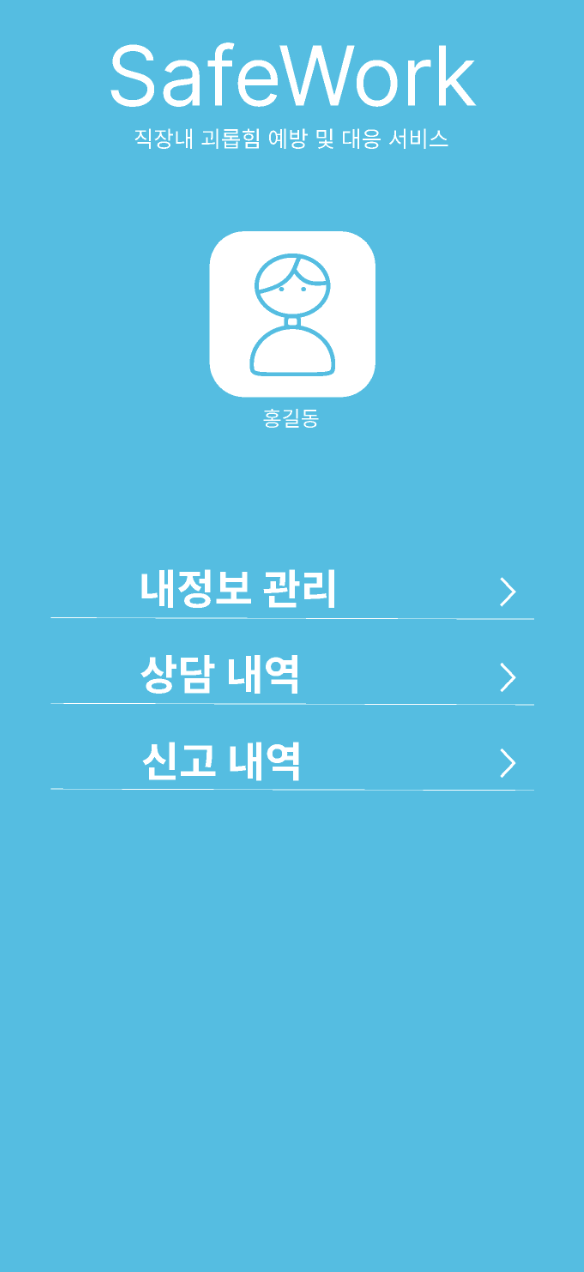 SafeWork
직장내 괴롭힘 예방 및 대응 서비스
홍길동
내정보 관리
상담 내역
신고 내역